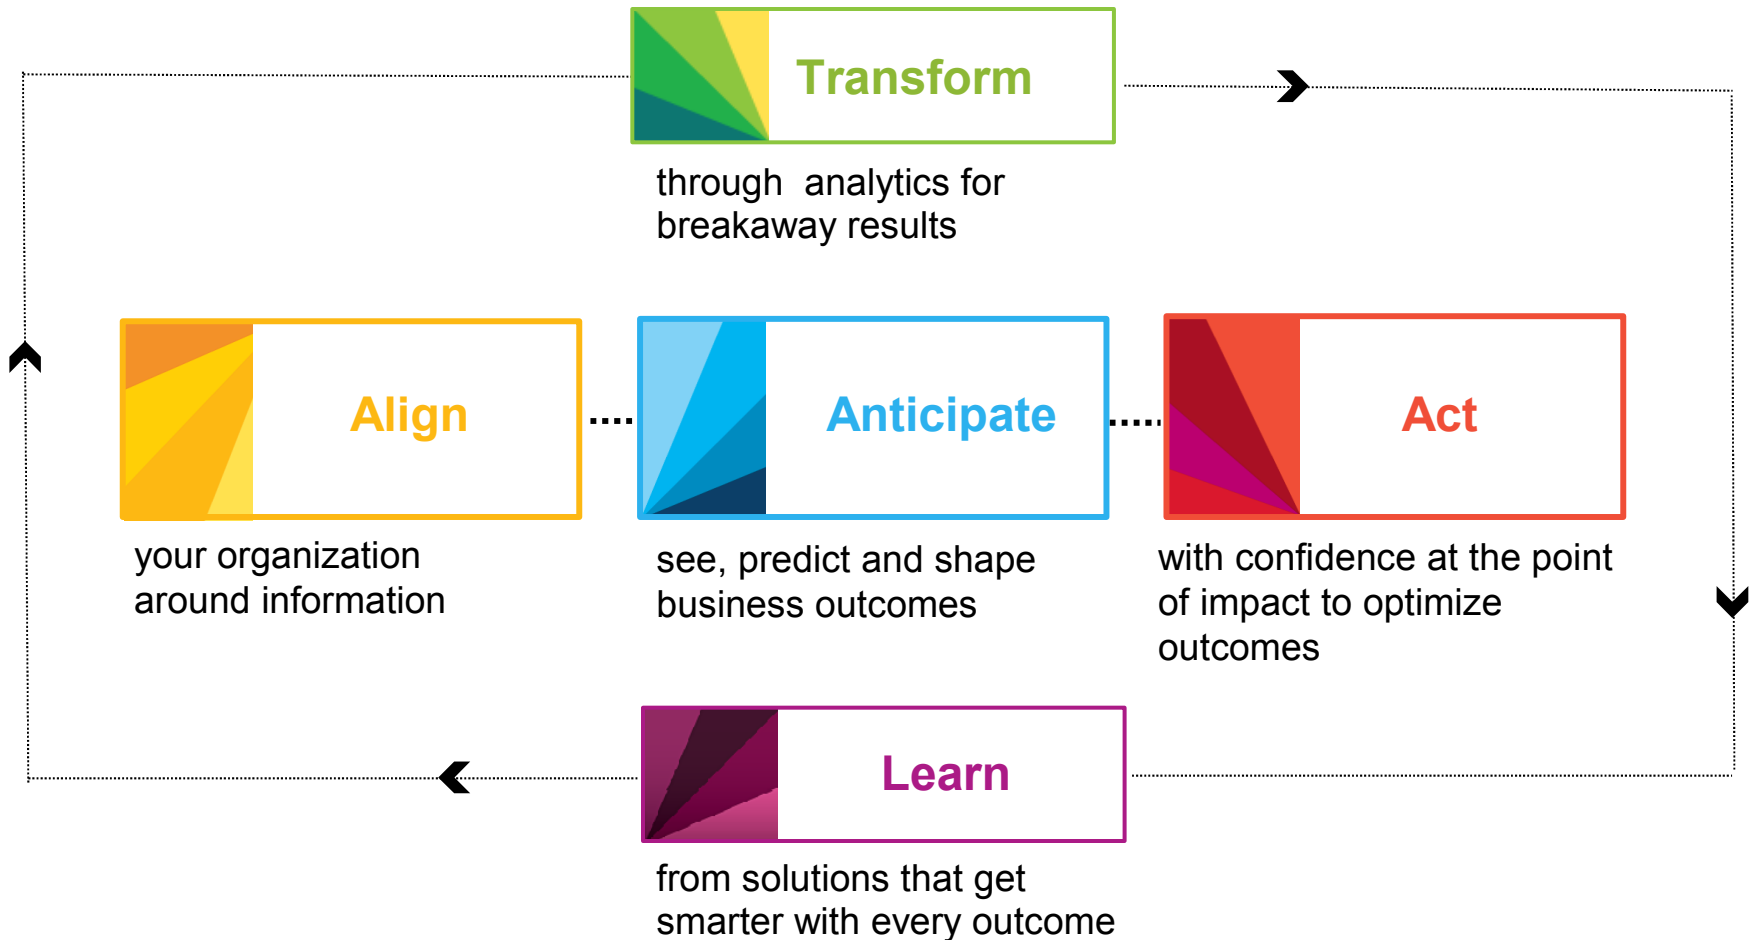 Transform
through  analytics for
breakaway results
Align
your organization
around information
Anticipate
see, predict and shape
business outcomes
Act
with confidence at the point
of impact to optimize
outcomes
Learn
from solutions that get
smarter with every outcome